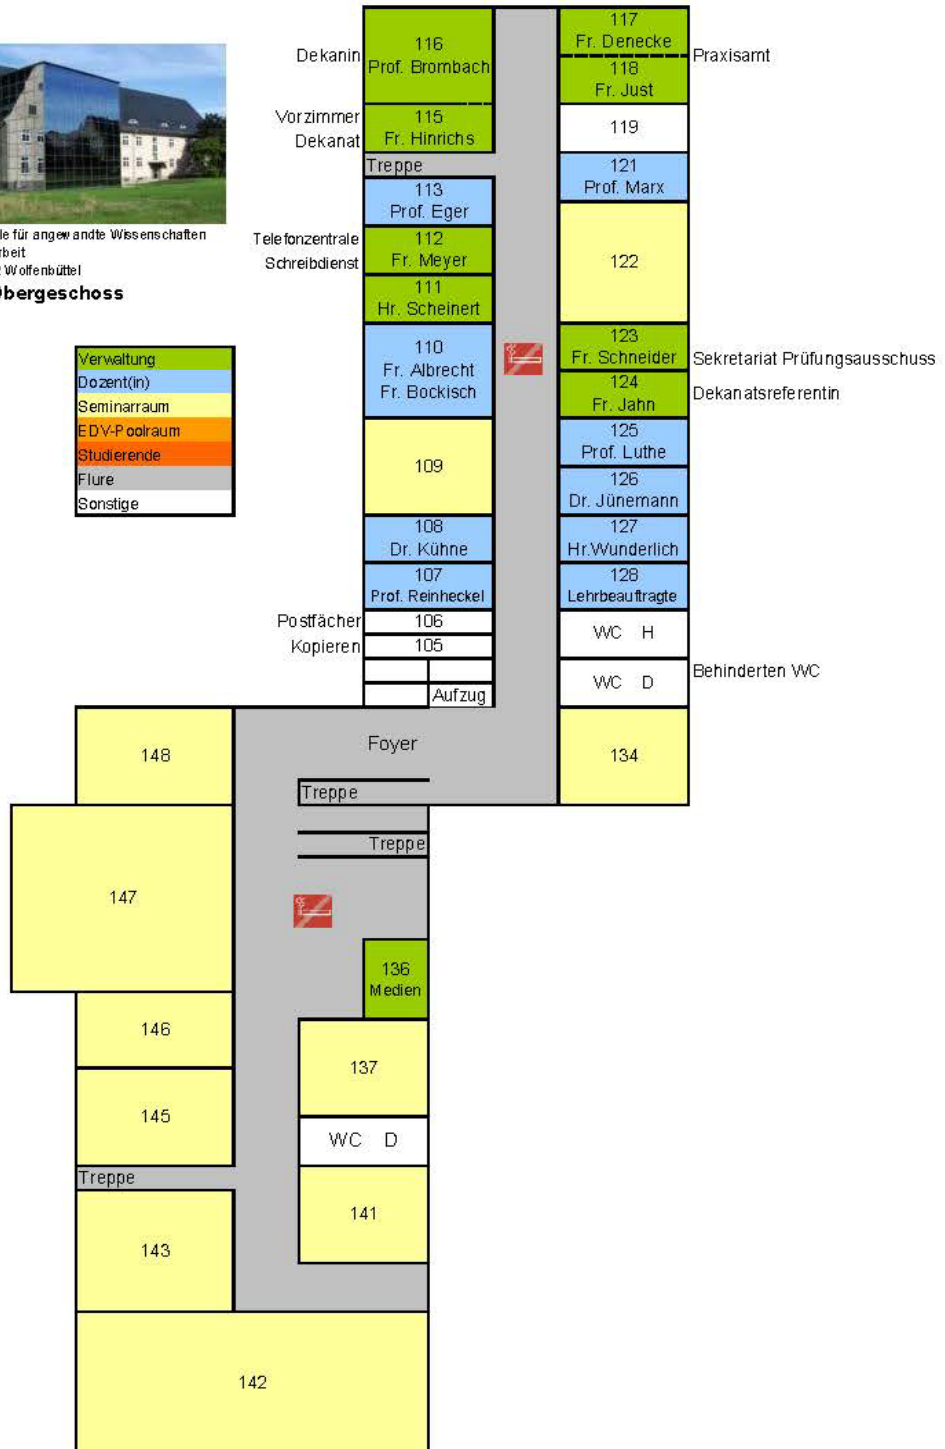 le für angewandte Wissenschaften
rbeit
Wolfenbüttel
bergeschoss
Verwaltung
Dozent(in)
Seminarraum
EDV-Poolraum
Studierende
Flure
Sonstige
Dekanin
116
Prof. Brombach
Vorzimmer
Dekanat
115
Fr. Hinrichs
Treppe
113
Prof. Eger
Telefonzentrale
Schreibdienst
112
Fr. Meyer
111
Hr. Scheinert
110
Fr. Albrecht
Fr. Bockisch
109
108
Dr. Kühne
107
Prof. Reinheckel
Postfächer
106
Kopieren
105
Aufzug
117
Fr. Denecke
118
Fr. Just
Praxisamt
119
121
Prof. Marx
122
123
Fr. Schneider
Sekretariat Prüfungsausschuss
124
Fr. Jahn
Dekanatsreferentin
125
Prof. Luthe
126
Dr. Jünemann
127
Hr.Wunderlich
128
Lehrbeauftragte
WC H
WC D
Behinderten WC
134
Foyer
148
Treppe
Treppe
147
136
Medien
146
137
145
WC D
Treppe
141
143
142